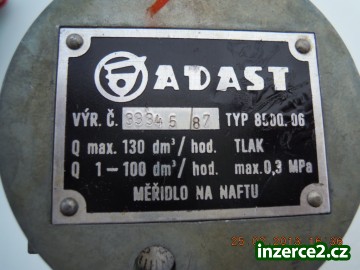 ADAST
VÝR. Č. 99945 / 87 TYP 8500.06
Q max. 130 dm³/hod. TLAK
Q 1-100 dm³/hod. max. 0,3 MPa
MĚŘIDLO NA NAFTU
inzerce2.cz